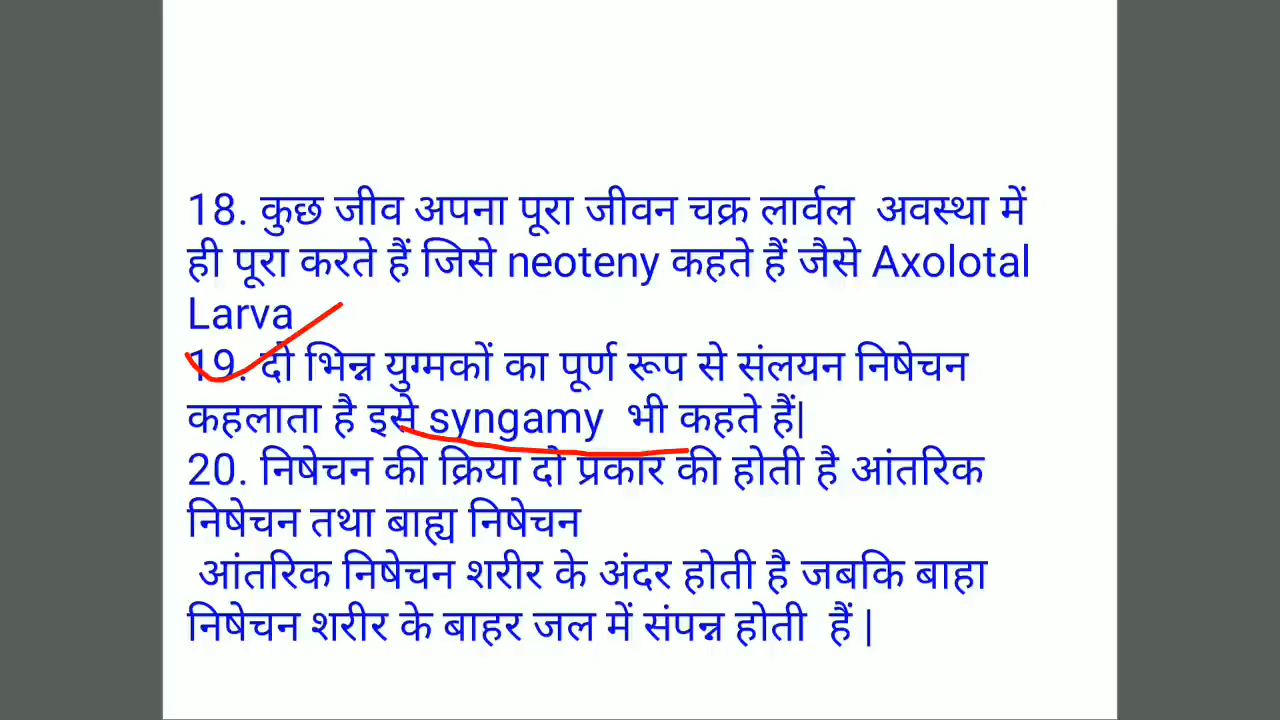 18. कुछ जीव अपना पूरा जीवन चक्र लार्वल अवस्था में
ही पूरा करते हैं जिसे neoteny कहते हैं जैसे Axolotal
Larva
19. दो भिन्न युग्मकों का पूर्ण रूप से संलयन निषेचन
कहलाता है इसे syngamy भी कहते हैं|
20. निषेचन की क्रिया दो प्रकार की होती है आंतरिक
निषेचन तथा बाह्य निषेचन
आंतरिक निषेचन शरीर के अंदर होती है जबकि बाहा
निषेचन शरीर के बाहर जल में संपन्न होती हैं |